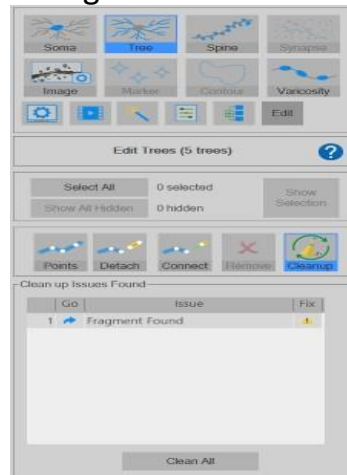 Soma Tree Spine Synapse
Image Marker Contour Varicosity
Edit
Edit Trees (5 trees) ?
Select All 0 selected Show Selection
Show All Hidden 0 hidden
Points Detach Connect Remove Cleanup
Clean up Issues Found
Go Issue Fix
1 Fragment Found
Clean All